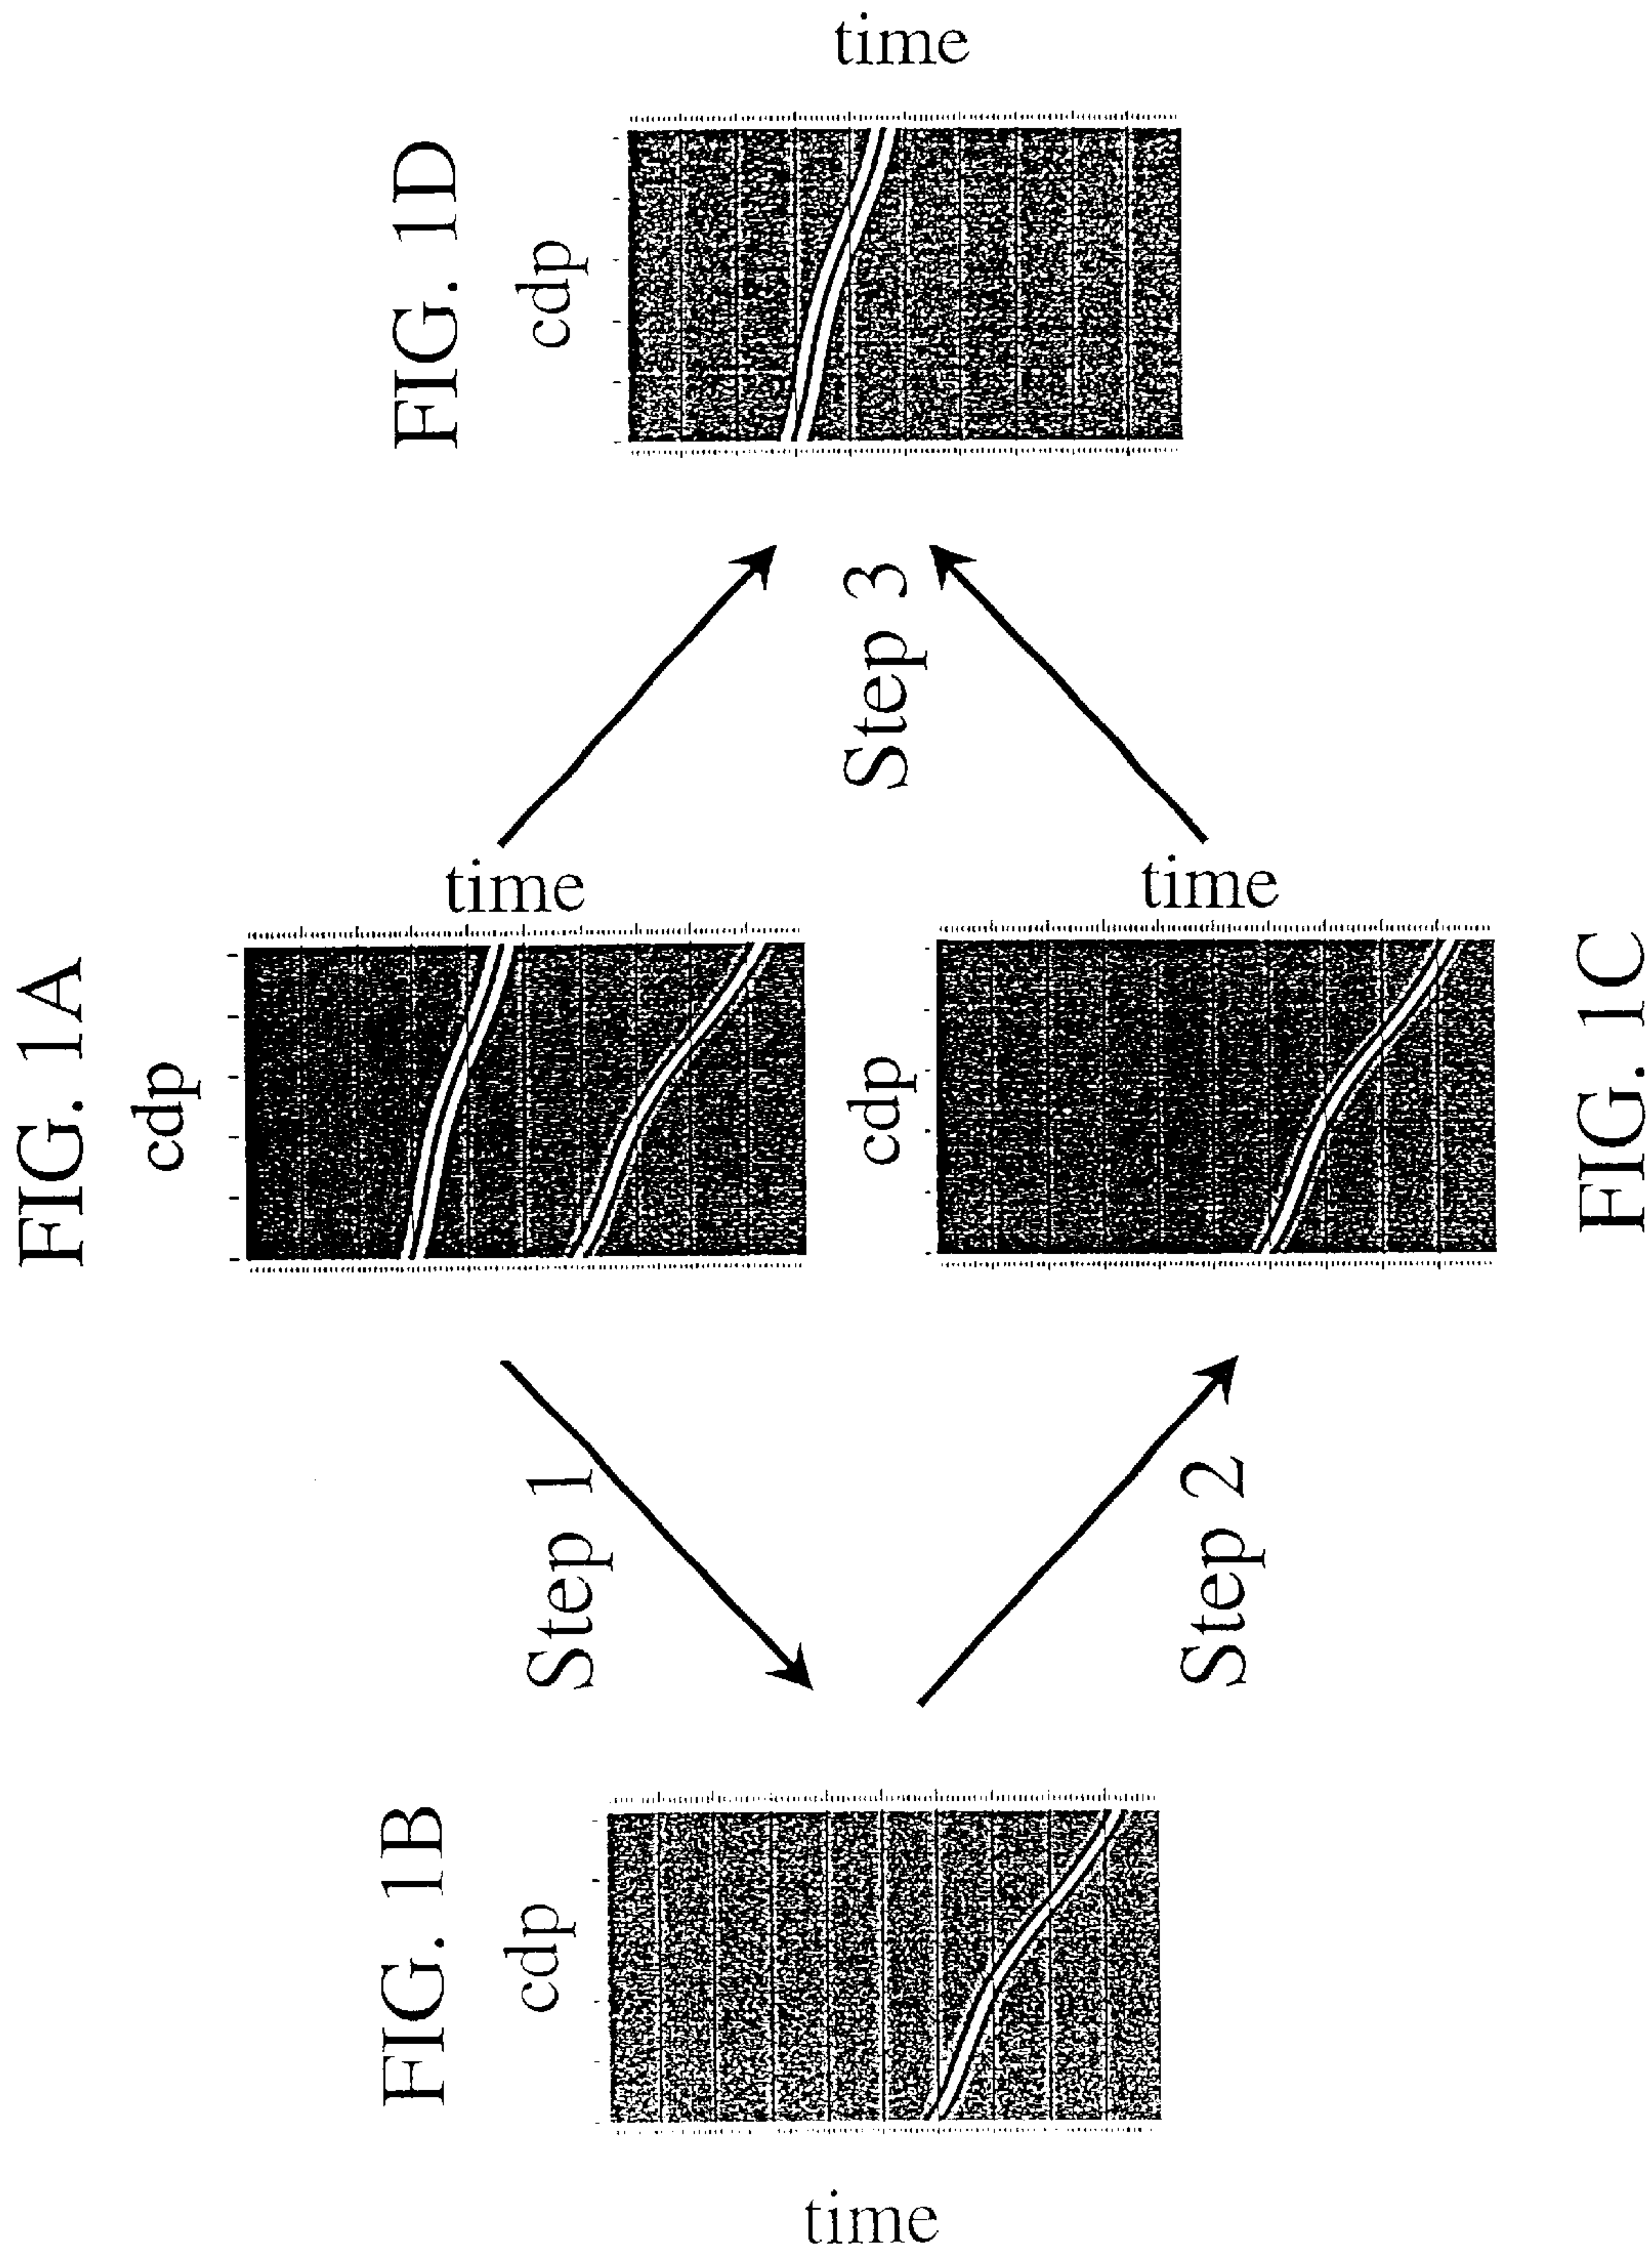 FIG. 1A
cdp
time
FIG. 1B
cdp
time
FIG. 1C
cdp
time
FIG. 1D
cdp
time
Step 1
Step 2
Step 3